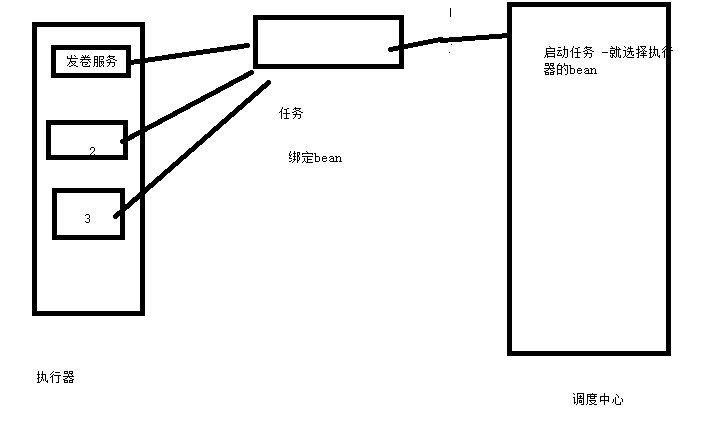 发卷服务
2
3
执行器
任务
绑定bean
启动任务 -就选择执行
器的bean
调度中心